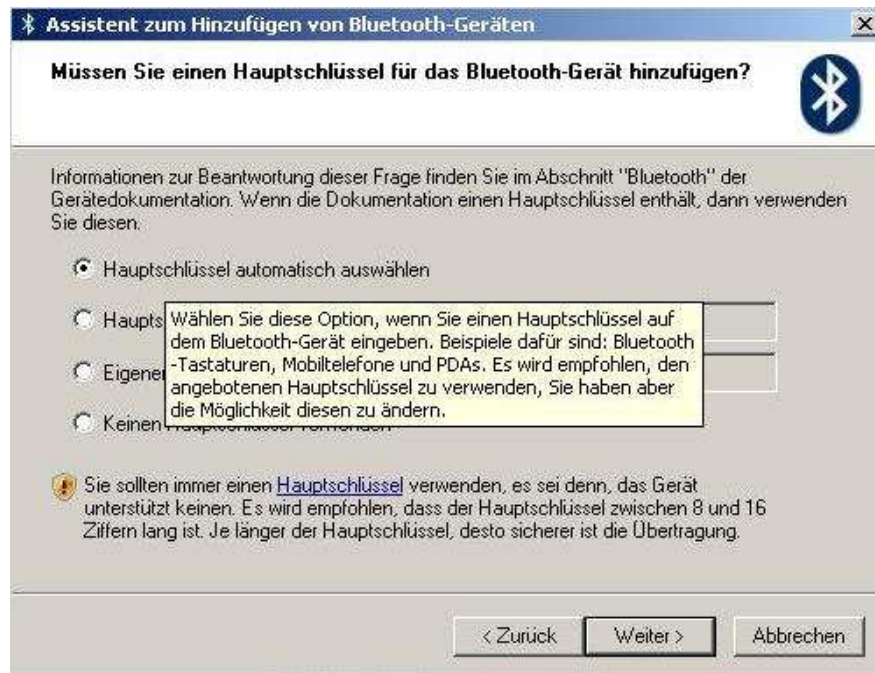 Assistent zum Hinzufügen von Bluetooth-Geräten
Müssen Sie einen Hauptschlüssel für das Bluetooth-Gerät hinzufügen?
Informationen zur Beantwortung dieser Frage finden Sie im Abschnitt "Bluetooth" der
Gerätedokumentation. Wenn die Dokumentation einen Hauptschlüssel enthält, dann verwenden
Sie diesen.
Hauptschlüssel automatisch auswählen
Haupts
Wählen Sie diese Option, wenn Sie einen Hauptschlüssel auf
dem Bluetooth-Gerät eingeben. Beispiele dafür sind: Bluetooth
-Tastaturen, Mobiltelefone und PDAs. Es wird empfohlen, den
angebotenen Hauptschlüssel zu verwenden, Sie haben aber
die Möglichkeit diesen zu ändern.
Eigener
Keinen
Sie sollten immer einen Hauptschlüssel verwenden, es sei denn, das Gerät
unterstützt keinen. Es wird empfohlen, dass der Hauptschlüssel zwischen 8 und 16
Ziffern lang ist. Je länger der Hauptschlüssel, desto sicherer ist die Übertragung.
< Zurück
Weiter >
Abbrechen